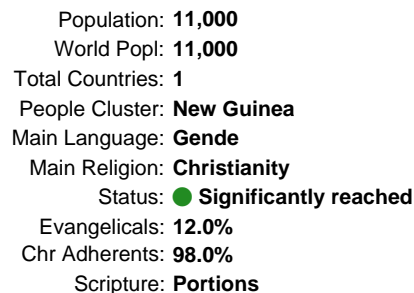 Population: 11,000
World Popl: 11,000
Total Countries: 1
People Cluster: New Guinea
Main Language: Gende
Main Religion: Christianity
Status: Significantly reached
Evangelicals: 12.0%
Chr Adherents: 98.0%
Scripture: Portions